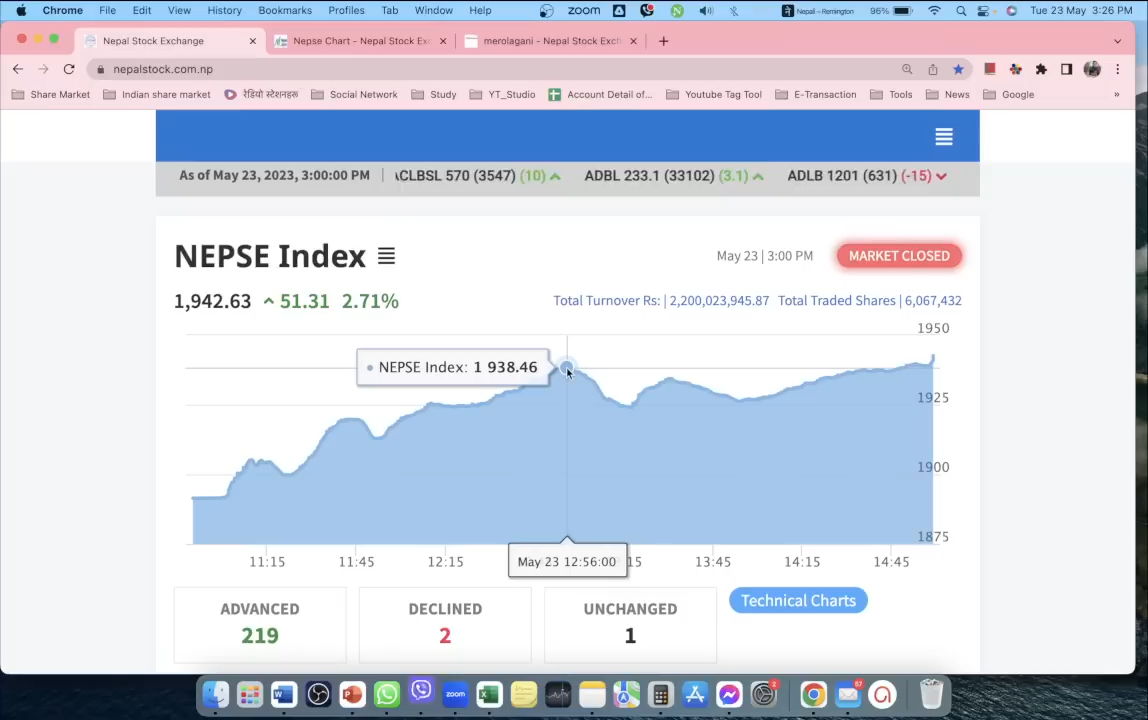 Chrome File Edit View History Bookmarks Profiles Tab Window Help zoom Nepali – Remington 96% Tue 23 May 3:26 PM
Nepal Stock Exchange Nepse Chart - Nepal Stock Ex merolagani - Nepal Stock Exch
nepalstock.com.np
Share Market Indian share market रेडियो स्टेशनहरू Social Network Study YT_Studio Account Detail of... Youtube Tag Tool E-Transaction Tools News Google »
As of May 23, 2023, 3:00:00 PM ACLBSL 570 (3547) (10) ADBL 233.1 (33102) (3.1) ADLB 1201 (631) (-15)
NEPSE Index May 23 | 3:00 PM MARKET CLOSED
1,942.63 51.31 2.71% Total Turnover Rs: | 2,200,023,945.87 Total Traded Shares | 6,067,432
1950
NEPSE Index: 1 938.46
1925
1900
1875
11:15 11:45 12:15 May 23 12:56:00 15 13:45 14:15 14:45
ADVANCED DECLINED UNCHANGED Technical Charts
219 2 1
zoom